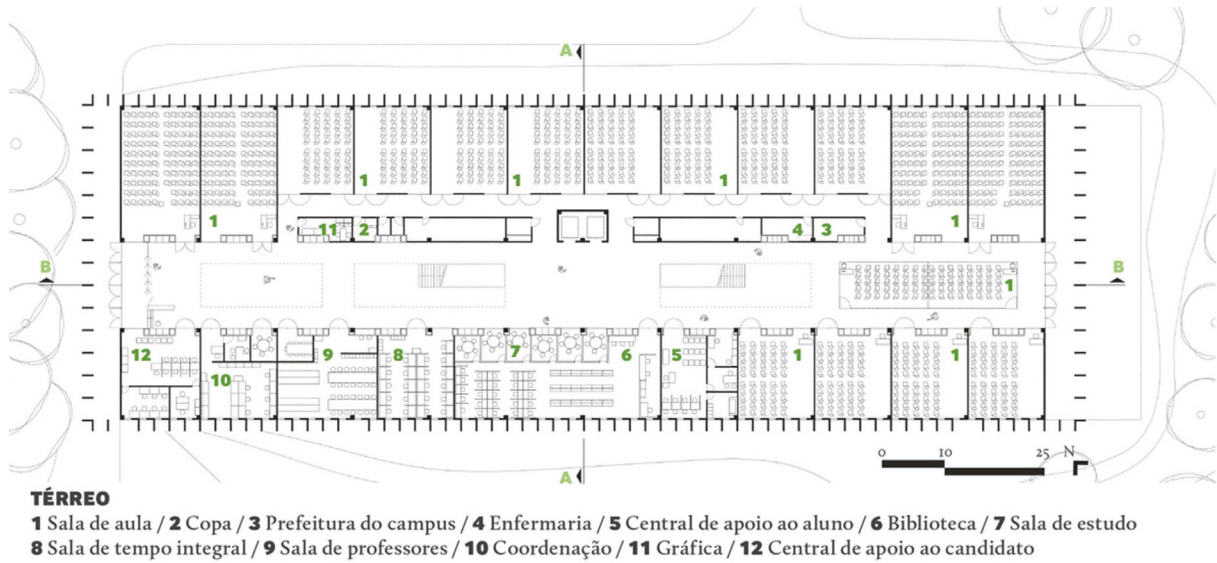 A
1 1 1
1 11 2 4 3 1
B 1 B
12 9 8 7 6 5 1 1
10
0 10 25 N
A
TÉRREO
1 Sala de aula / 2 Copa / 3 Prefeitura do campus / 4 Enfermaria / 5 Central de apoio ao aluno / 6 Biblioteca / 7 Sala de estudo
8 Sala de tempo integral / 9 Sala de professores / 10 Coordenação / 11 Gráfica / 12 Central de apoio ao candidato